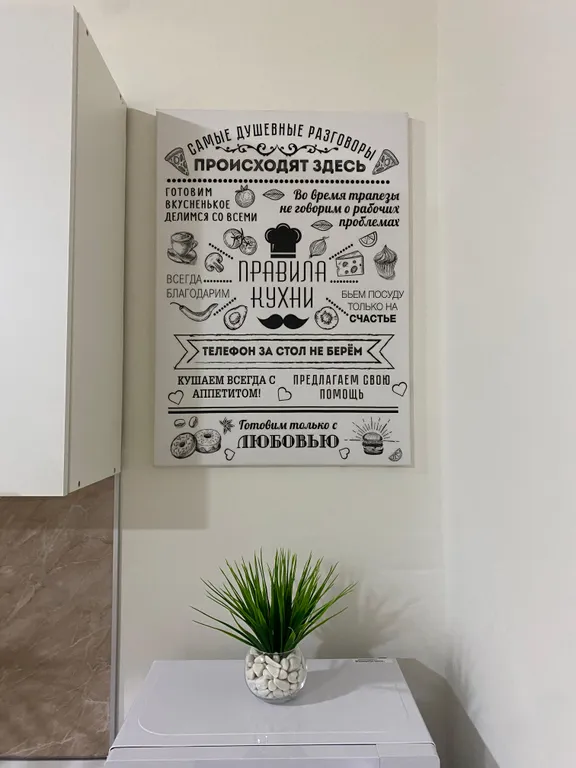 САМЫЕ ДУШЕВНЫЕ РАЗГОВОРЫ
ПРОИСХОДЯТ ЗДЕСЬ
ГОТОВИМ
ВКУСНЕНЬКОЕ
ДЕЛИМСЯ СО ВСЕМИ
Во время трапезы
не говорим о рабочих
проблемах
ПРАВИЛА
КУХНИ
ВСЕГДА
БЛАГОДАРИМ
БЬЕМ ПОСУДУ
ТОЛЬКО НА
СЧАСТЬЕ
ТЕЛЕФОН ЗА СТОЛ НЕ БЕРЁМ
КУШАЕМ ВСЕГДА С
АППЕТИТОМ!
ПРЕДЛАГАЕМ СВОЮ
ПОМОЩЬ
Готовим только с
ЛЮБОВЬЮ